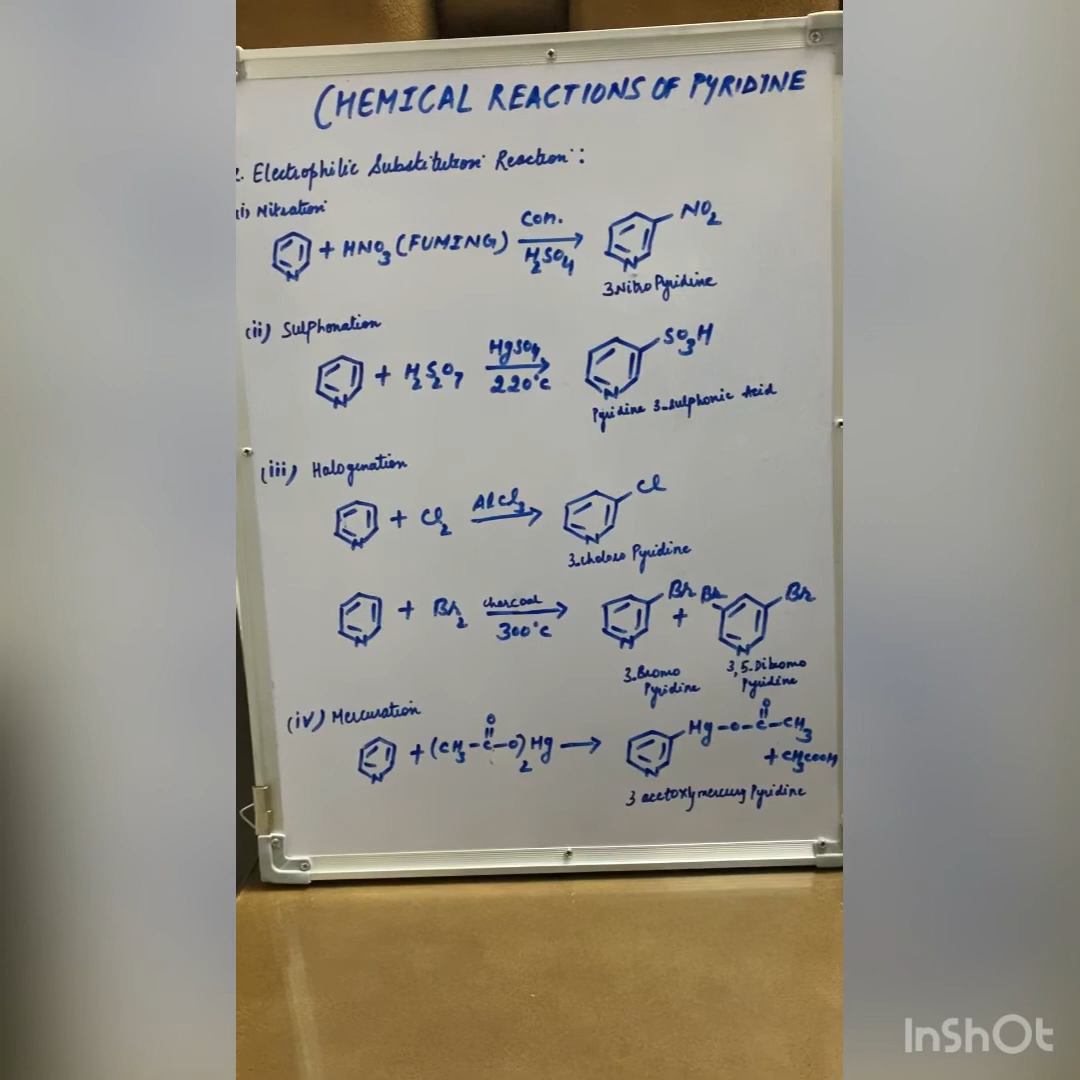 CHEMICAL REACTIONS OF PYRIDINE
2. Electrophilic Substitution Reaction:
(i) Nitration
N + HNO3 (FUMING) Con. H2SO4 → NO2 N
3.Nitro Pyridine
(ii) Sulphonation
N + H2S2O7 HgSO4 220°C → SO3H N
Pyridine 3-Sulphonic Acid
(iii) Halogenation
N + Cl2 AlCl3 → Cl N
3-choloro Pyridine
N + Br2 charcoal 300°C → Br N + Br Br N
3.Bromo Pyridine
3,5.Dibromo Pyridine
(iv) Mercuration
N + (CH3-C-O)2 Hg → Hg-O-C-CH3 N
O
O
+ CH3COOH
3 acetoxymercury Pyridine
InShOt